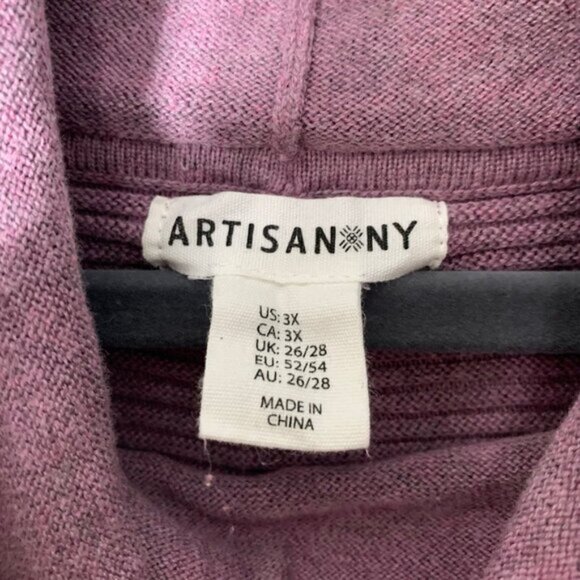 ARTISAN NY
US: 3X
CA: 3X
UK: 26/28
EU: 52/54
AU: 26/28
MADE IN
CHINA